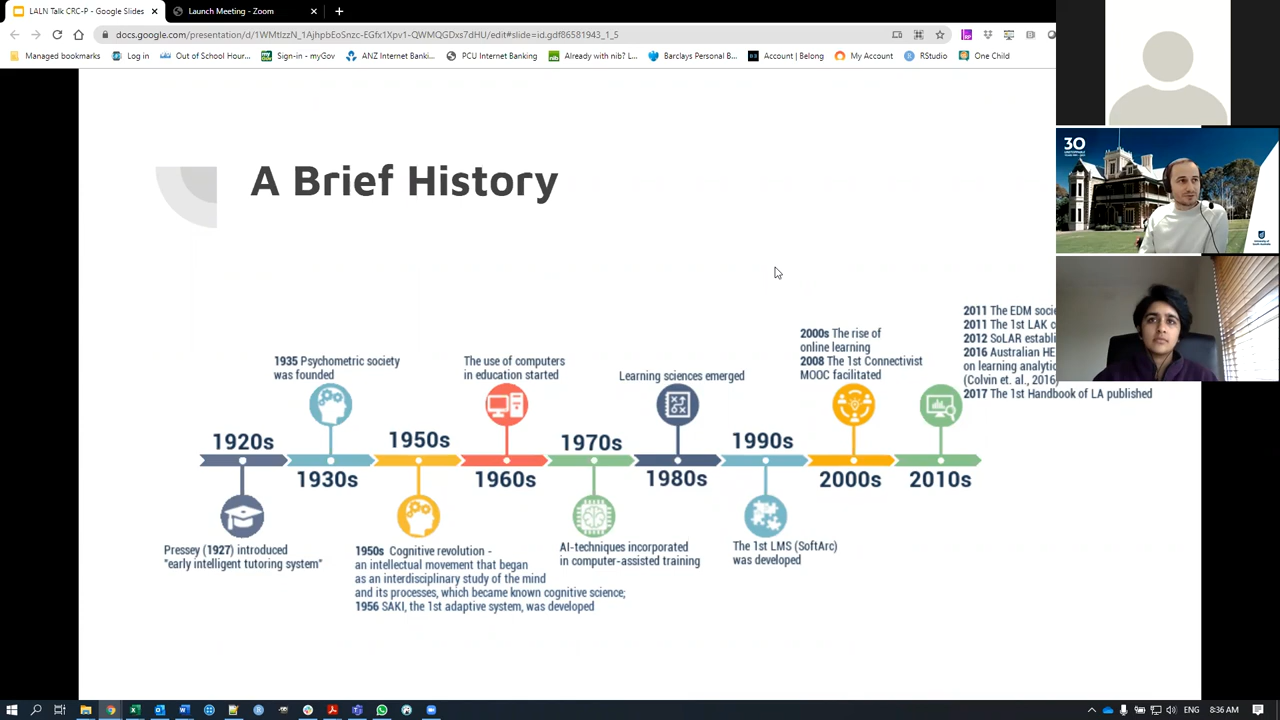 LALN Talk CRC-P - Google Slides
Launch Meeting - Zoom
docs.google.com/presentation/d/1WMtlzzN_1AjhpbEoSmcs-EGfx1Xpv1-QWMQGDxs7dHU/edit#slide=id.gdf86581943_1_5
Managed bookmarks
Log in
Out of School Hour...
Sign-in - myGov
ANZ Internet Banki...
PCU Internet Banking
Already with nib? L...
Barclays Personal B...
Account | Belong
My Account
RStudio
One Child
30
A Brief History
2011 The EDM socie
2011 The 1st LAK c
2012 SoLAR establi
2016 Australian HE
on learning analytic
(Colvin et. al., 2016)
2017 The 1st Handbook of LA published
2000s The rise of
online learning
2008 The 1st Connectivist
MOOC facilitated
1935 Psychometric society
was founded
The use of computers
in education started
Learning sciences emerged
1920s
1930s
1950s
1960s
1970s
1980s
1990s
2000s
2010s
Pressey (1927) introduced
"early intelligent tutoring system"
1950s Cognitive revolution -
an intellectual movement that began
as an interdisciplinary study of the mind
and its processes, which became known cognitive science;
1956 SAKI, the 1st adaptive system, was developed
AI-techniques incorporated
in computer-assisted training
The 1st LMS (SoftArc)
was developed
ENG
8:36 AM